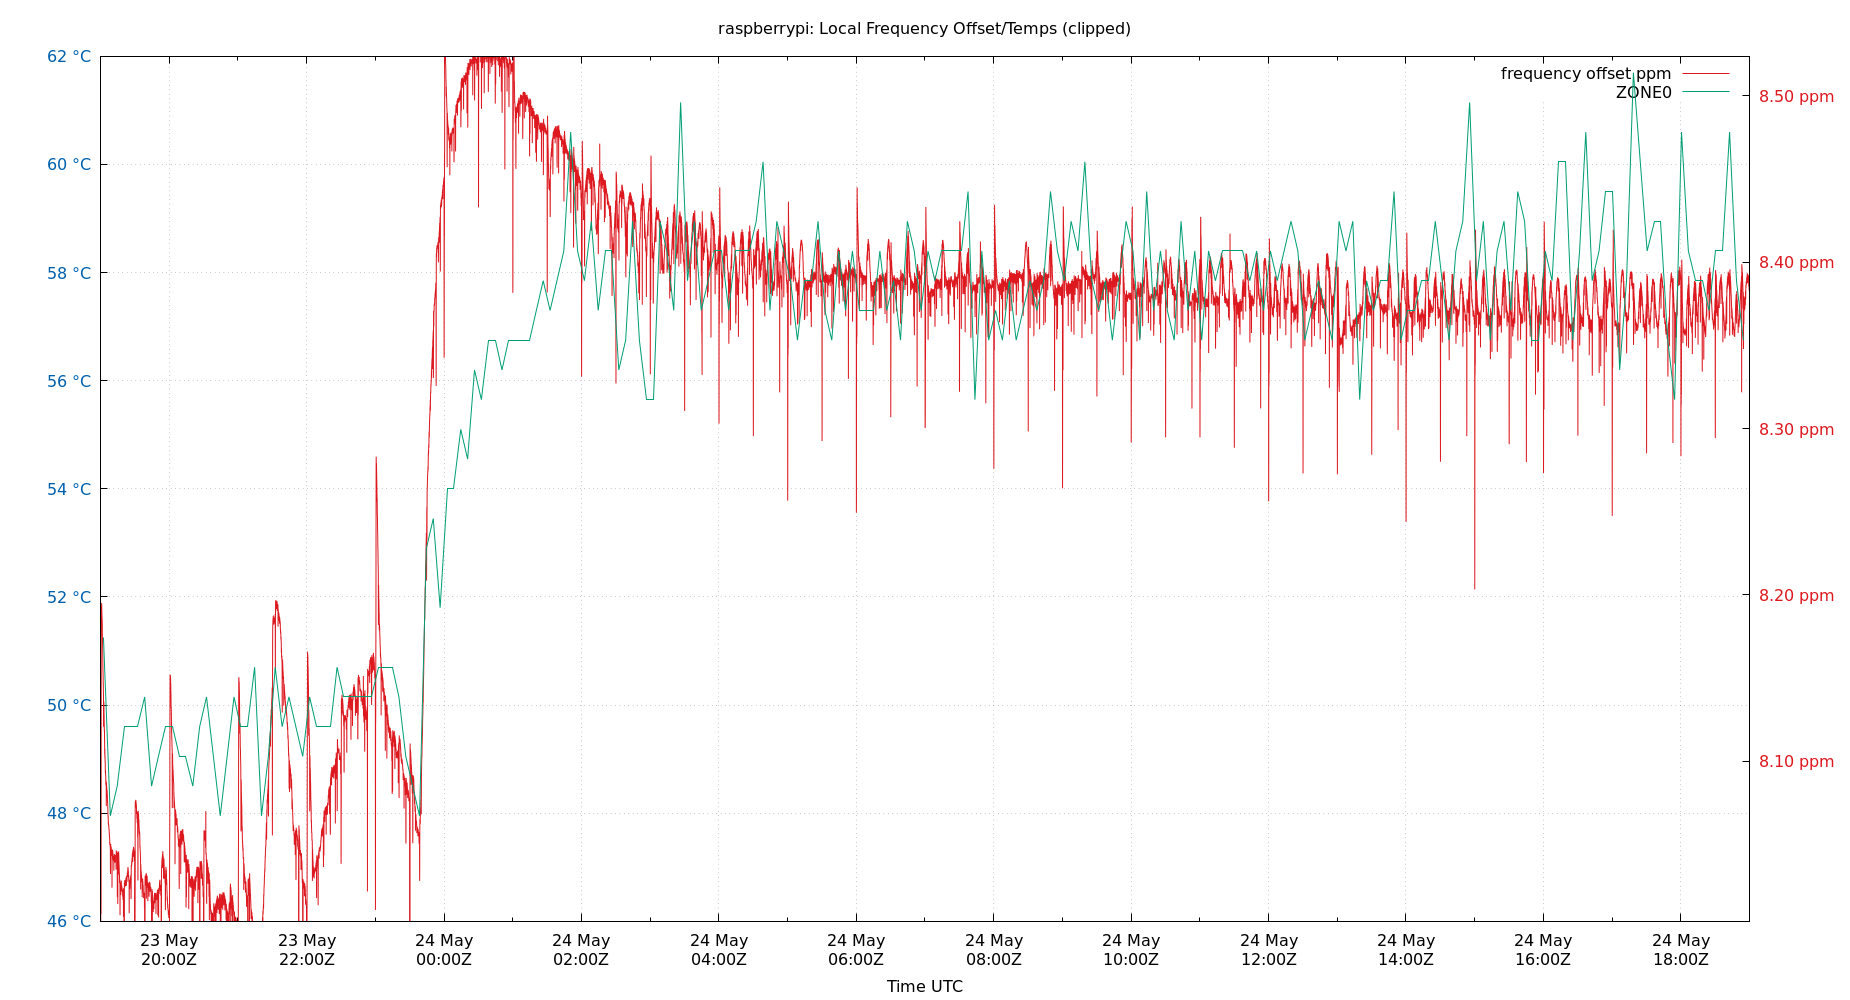 raspberrypi: Local Frequency Offset/Temps (clipped)
62 °C
60 °C
58 °C
56 °C
54 °C
52 °C
50 °C
48 °C
46 °C
frequency offset ppm
ZONE0
8.50 ppm
8.40 ppm
8.30 ppm
8.20 ppm
8.10 ppm
23 May
20:00Z
23 May
22:00Z
24 May
00:00Z
24 May
02:00Z
24 May
04:00Z
24 May
06:00Z
24 May
08:00Z
24 May
10:00Z
24 May
12:00Z
24 May
14:00Z
24 May
16:00Z
24 May
18:00Z
Time UTC